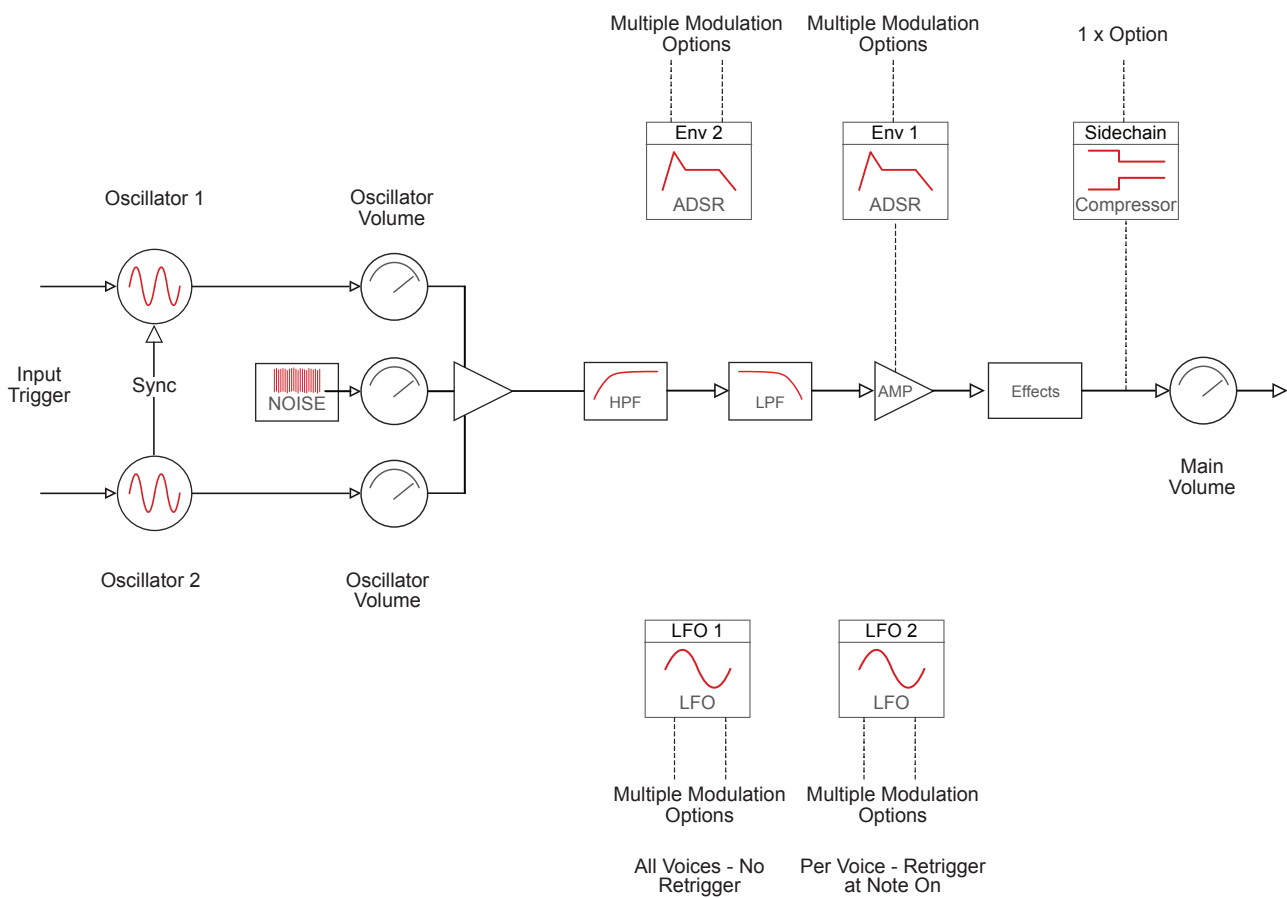 Multiple Modulation
Options
Multiple Modulation
Options
1 x Option
Env 2
ADSR
Env 1
ADSR
Sidechain
Compressor
Oscillator 1
Oscillator
Volume
Input
Trigger
Sync
NOISE
HPF
LPF
AMP
Effects
Main
Volume
Oscillator 2
Oscillator
Volume
LFO 1
LFO
LFO 2
LFO
Multiple Modulation
Options
Multiple Modulation
Options
All Voices - No
Retrigger
Per Voice - Retrigger
at Note On